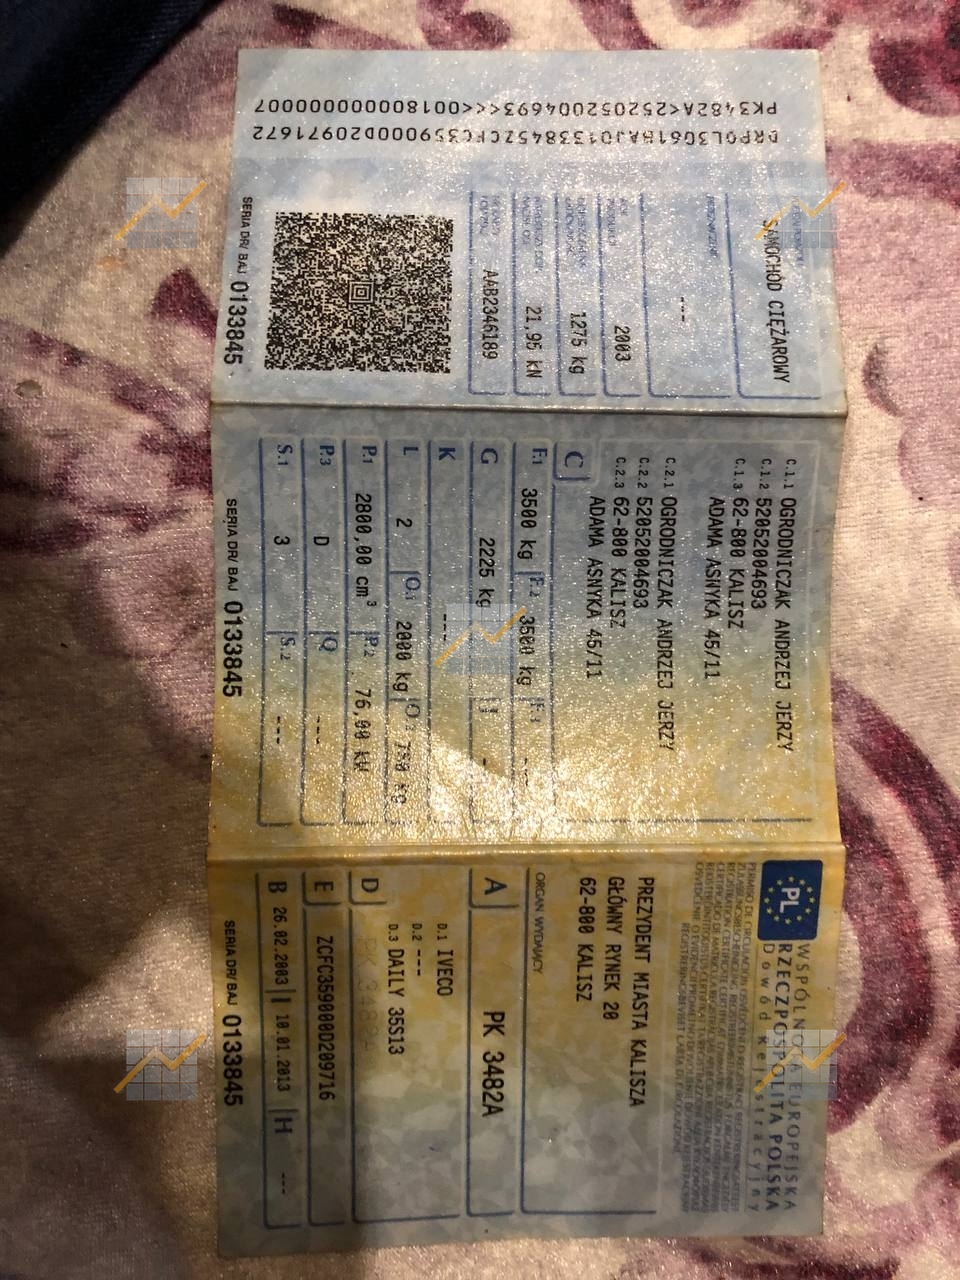 WSPÓLNOTA EUROPEJSKA
RZECZPOSPOLITA POLSKA
Dowód Rejestracyjny
PL
PREZYDENT MIASTA KALISZA
GŁÓWNY RYNEK 20
62-800 KALISZ
ORGAN WYDAJĄCY
A PK 3482A
D.1 IVECO
D.2 ---
D.3 DAILY 35S13
D
E ZCFC359000D209716
B 26.02.2003 I 10.01.2013 H ---
SERIA DR/ BAJ 0133845
C.1.1 OGRODNICZAK ANDRZEJ JERZY
C.1.2 52052004693
C.1.3 62-800 KALISZ
ADAMA ASNYKA 45/11
C.2.1 OGRODNICZAK ANDRZEJ JERZY
C.2.2 52052004693
C.2.3 62-800 KALISZ
ADAMA ASNYKA 45/11
C
F.1 3500 kg F.2 3500 kg F.3
G 2225 kg
K ---
L 2 O.1 2000 kg O.2 750 kg
P.1 2800,00 cm³ P.2 76,00 kW
P.3 D Q ---
S.1 3 S.2 ---
SERIA DR/ BAJ 0133845
SAMOCHÓD CIĘŻAROWY
---
2003
1275 kg
21,95 kN
AAB2346189
SERIA DR/ BAJ 0133845
DRPOL3G61BAJ0133845ZCFC359000D20971672
PK3482A<25205200469З<<0018000000007